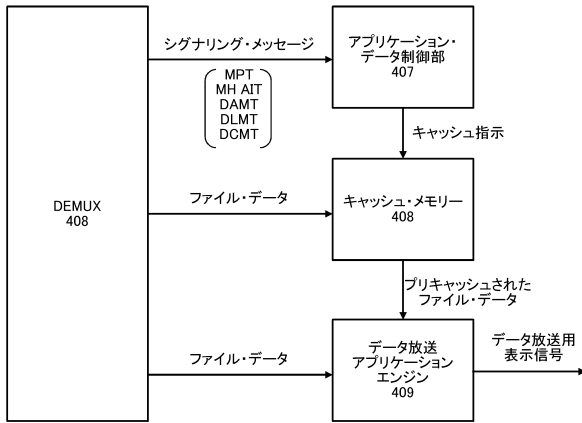 シグナリング・メッセージ
MPT
MH AIT
DAMT
DLMT
DCMT
アプリケーション・
データ制御部
407
キャッシュ指示
DEMUX
408
ファイル・データ
キャッシュ・メモリー
408
プリキャッシュされた
ファイル・データ
ファイル・データ
データ放送
アプリケーション
エンジン
409
データ放送用
表示信号